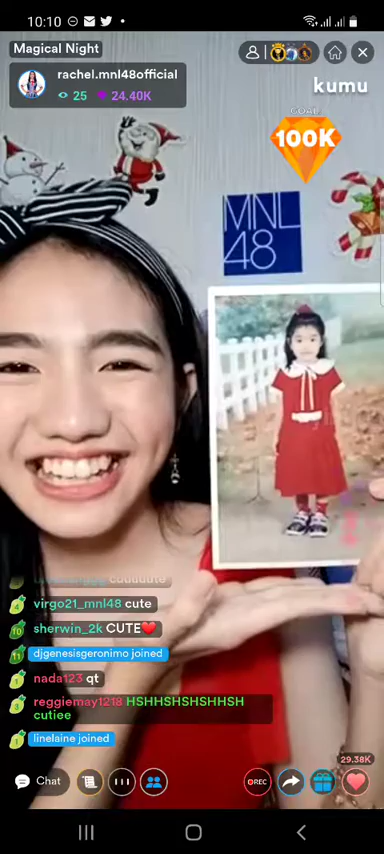 10:10
Magical Night
rachel.mnl48official
25
24.40K
kumu
GOAL
100K
MNL
48
virgo21_mnl48 cute
sherwin_2k CUTE❤️
djgenesisgeronimo joined
nada123 qt
reggiemay1218 HSHHSHSHSHHSH
cutiee
linelaine joined
29.38K
Chat
REC